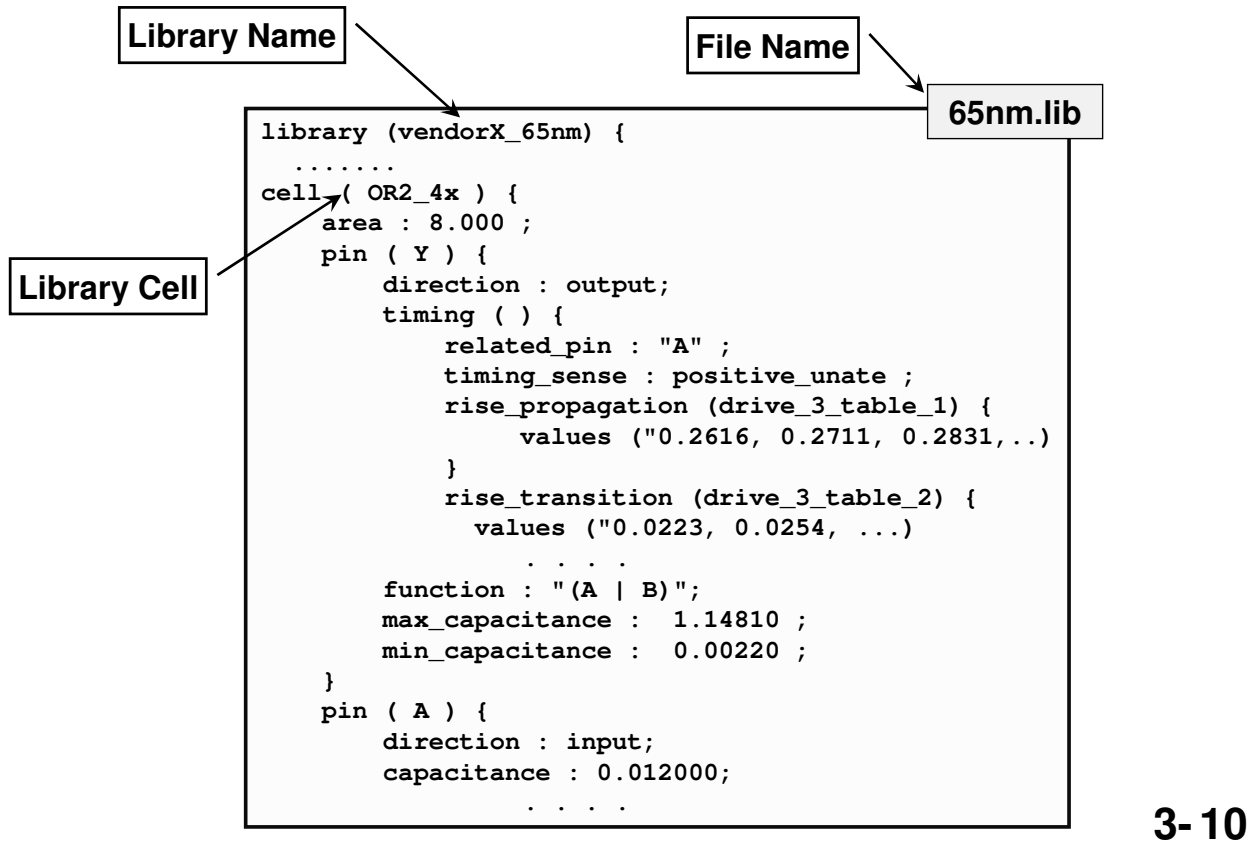 Library Name
File Name
65nm.lib
library (vendorX_65nm) {
.......
cell ( OR2_4x ) {
area : 8.000 ;
pin ( Y ) {
Library Cell
direction : output;
timing ( ) {
related_pin : "A" ;
timing_sense : positive_unate ;
rise_propagation (drive_3_table_1) {
values ("0.2616, 0.2711, 0.2831,..)
}
rise_transition (drive_3_table_2) {
values ("0.0223, 0.0254, ...)
. . . .
function : "(A | B)";
max_capacitance : 1.14810 ;
min_capacitance : 0.00220 ;
}
pin ( A ) {
direction : input;
capacitance : 0.012000;
. . . .
3- 10